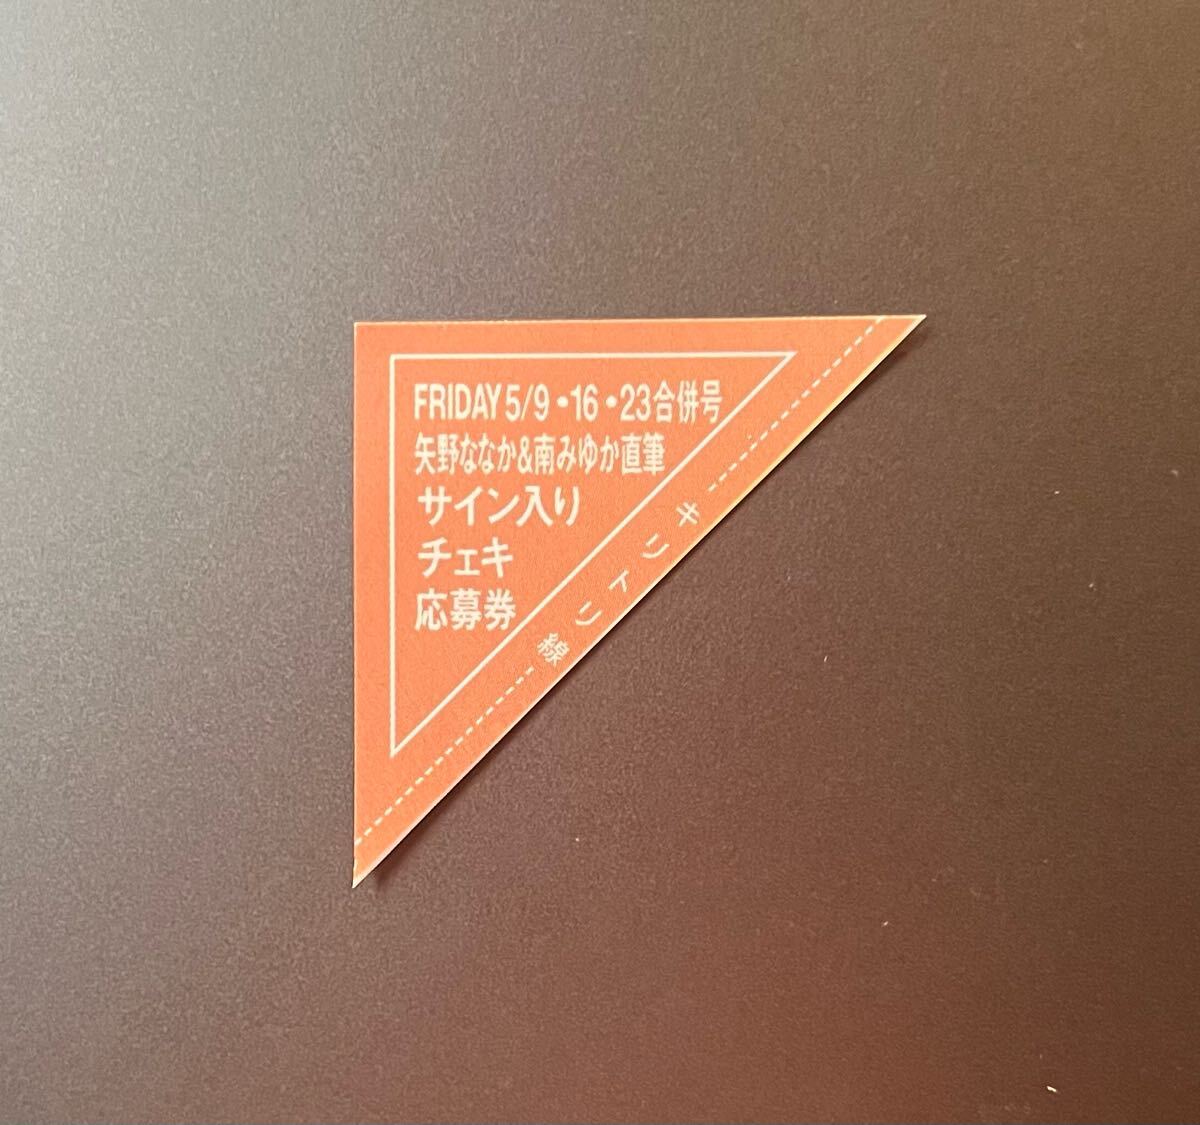 FRIDAY 5/9・16・23合併号
矢野ななか&南みゆか直筆
サイン入り
チェキ
応募券
キリトリ線